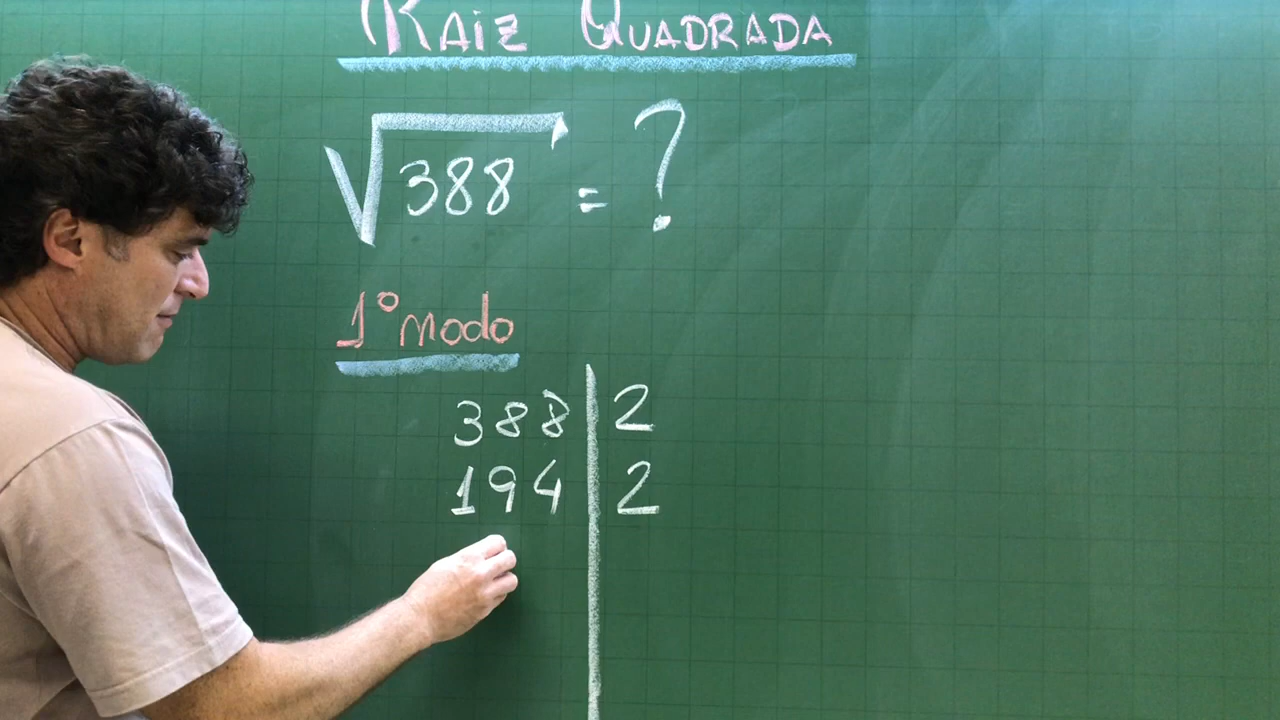 RAIZ QUADRADA
√388 = ?
1º modo
388 | 2
194 | 2